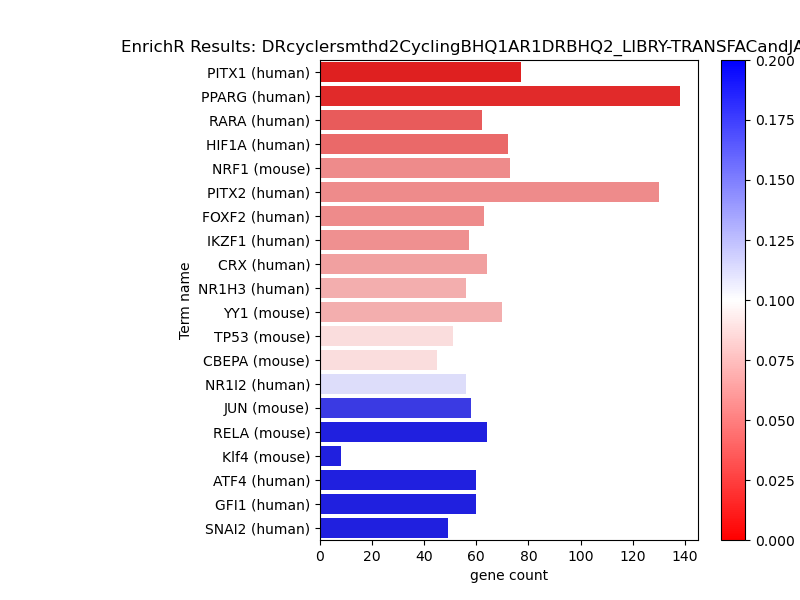 EnrichR Results: DRcyclersmthd2CyclingBHQ1AR1DRBHQ2_LIBRY-TRANSFACandJA
PITX1 (human)
PPARG (human)
RARA (human)
HIF1A (human)
NRF1 (mouse)
PITX2 (human)
FOXF2 (human)
IKZF1 (human)
CRX (human)
NR1H3 (human)
YY1 (mouse)
TP53 (mouse)
CBEPA (mouse)
NR1I2 (human)
JUN (mouse)
RELA (mouse)
Klf4 (mouse)
ATF4 (human)
GFI1 (human)
SNAI2 (human)
Term name
0 20 40 60 80 100 120 140
gene count
0.200
0.175
0.150
0.125
0.100
0.075
0.050
0.025
0.000